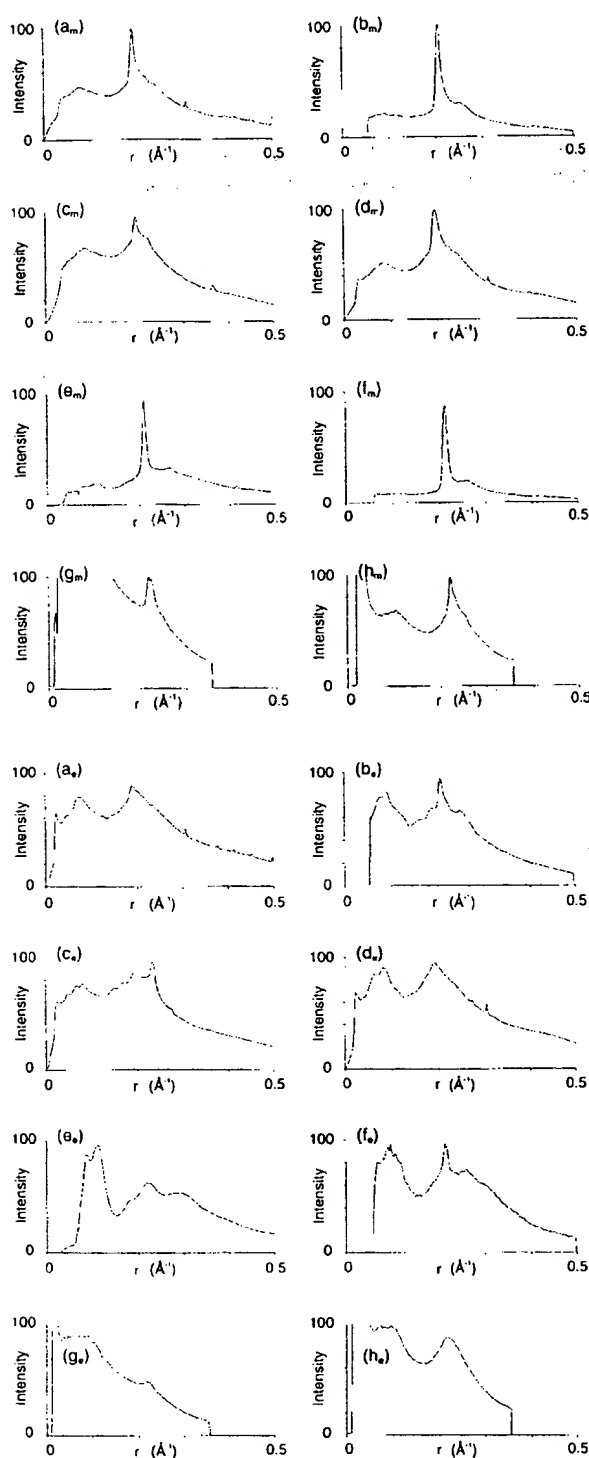 (a_m) (b_m)
100 100
Intensity Intensity
0 0
0 r (Å⁻¹) 0.5 0 r (Å⁻¹) 0.5
(c_m) (d_m)
100 100
Intensity Intensity
0 0
0 r (Å⁻¹) 0.5 0 r (Å⁻¹) 0.5
(e_m) (f_m)
100 100
Intensity Intensity
0 0
0 r (Å⁻¹) 0.5 0 r (Å⁻¹) 0.5
(g_m) (h_m)
100 100
Intensity Intensity
0 0
0 r (Å⁻¹) 0.5 0 r (Å⁻¹) 0.5
(a_e) (b_e)
100 100
Intensity Intensity
0 0
0 r (Å⁻¹) 0.5 0 r (Å⁻¹) 0.5
(c_e) (d_e)
100 100
Intensity Intensity
0 0
0 r (Å⁻¹) 0.5 0 r (Å⁻¹) 0.5
(e_e) (f_e)
100 100
Intensity Intensity
0 0
0 r (Å⁻¹) 0.5 0 r (Å⁻¹) 0.5
100 100
(g_e) (h_e)
Intensity Intensity
0 0
0 r (Å⁻¹) 0.5 0 r (Å⁻¹) 0.5